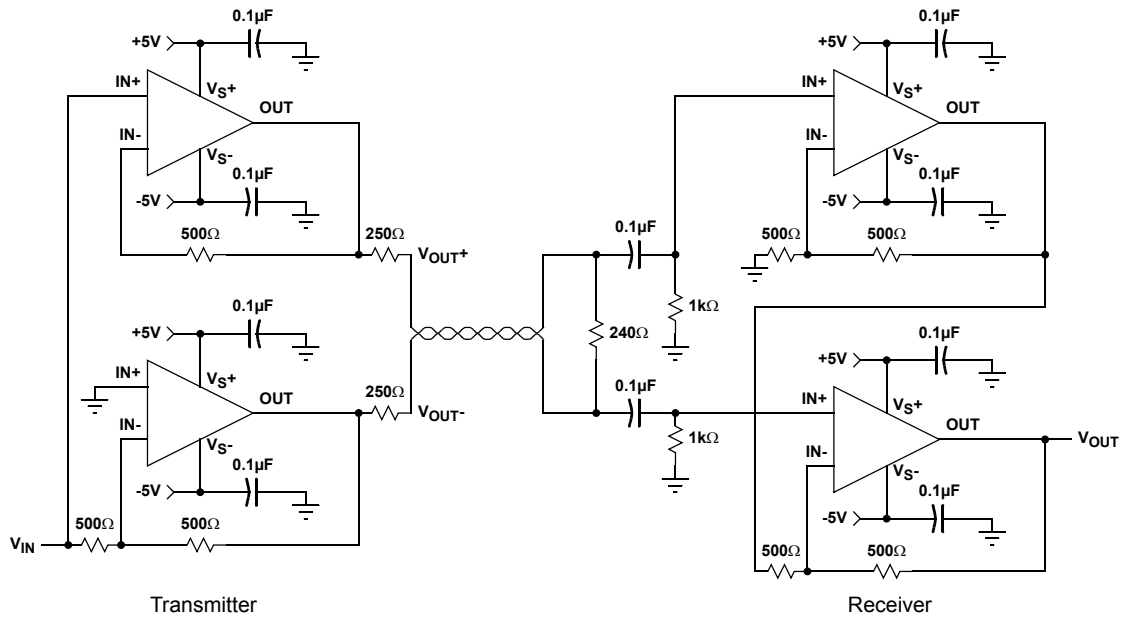 0.1µF
+5V
IN+
VS+
OUT
IN-
VS-
0.1µF
-5V
500Ω
250Ω
VOUT+
0.1µF
+5V
IN+
VS+
OUT
250Ω
VOUT-
IN-
VS-
0.1µF
-5V
500Ω
500Ω
VIN
Transmitter
0.1µF
240Ω
0.1µF
1kΩ
1kΩ
0.1µF
+5V
IN+
VS+
OUT
IN-
VS-
0.1µF
-5V
500Ω
500Ω
0.1µF
+5V
IN+
VS+
OUT
VOUT
IN-
VS-
0.1µF
-5V
500Ω
500Ω
Receiver